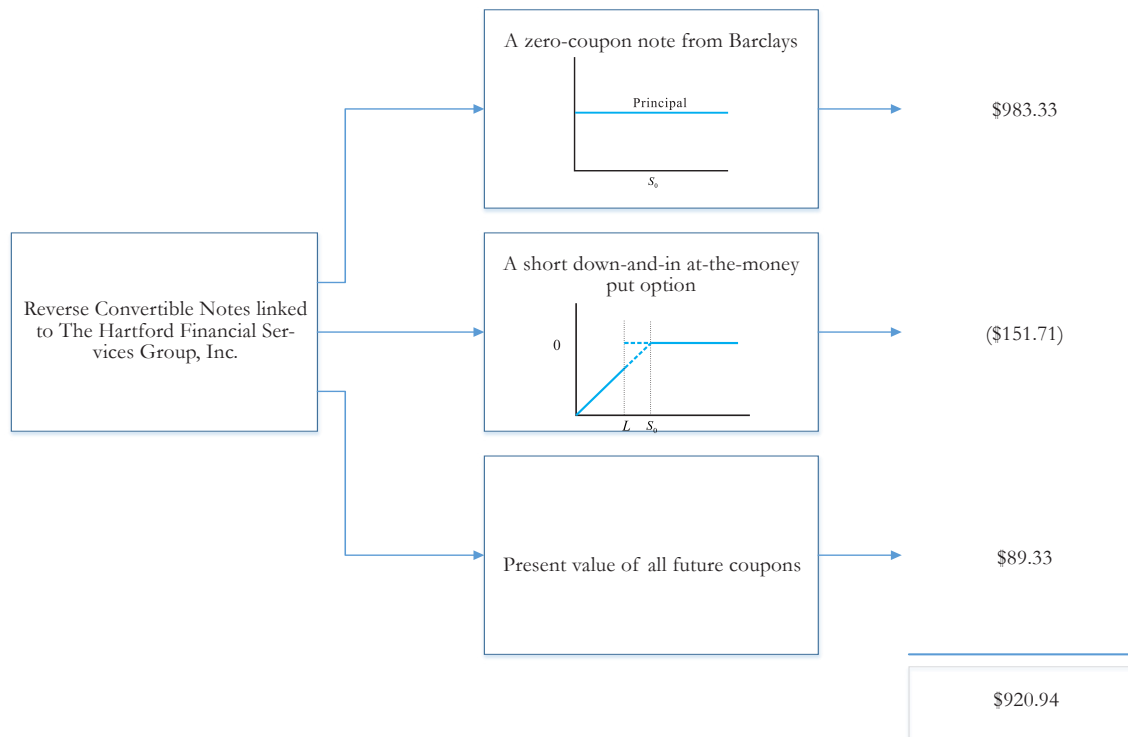 A zero-coupon note from Barclays
Principal
S0
$983.33
Reverse Convertible Notes linked
to The Hartford Financial Ser-
vices Group, Inc.
A short down-and-in at-the-money
put option
0
L S0
($151.71)
Present value of all future coupons
$89.33
$920.94